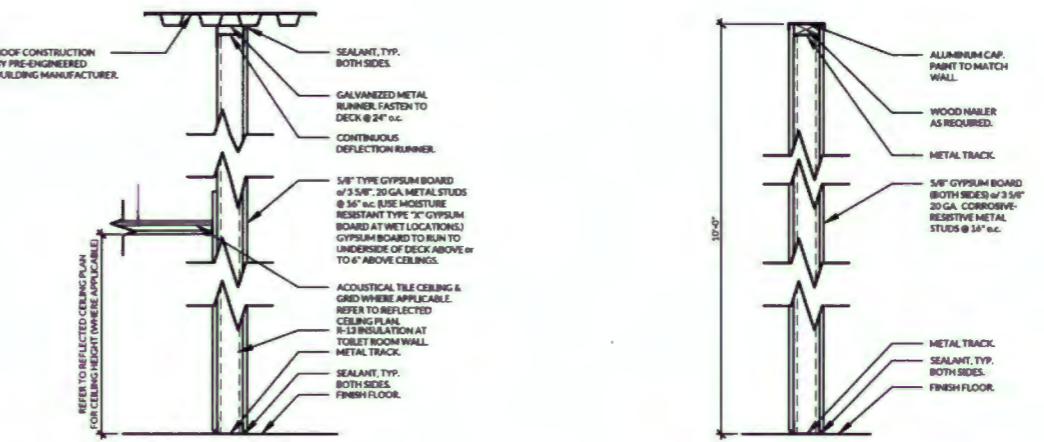 OOF CONSTRUCTION
Y PRE-ENGINEERED
UILDING MANUFACTURER.
SEALANT, TYP.
BOTH SIDES.
GALVANIZED METAL
RUNNER. FASTEN TO
DECK @ 24" o.c.
CONTINUOUS
DEFLECTION RUNNER.
5/8" TYPE GYPSUM BOARD
o/ 3 5/8", 20 GA. METAL STUDS
@ 16" o.c. (USE MOISTURE
RESISTANT TYPE "X" GYPSUM
BOARD AT WET LOCATIONS.)
GYPSUM BOARD TO RUN TO
UNDERSIDE OF DECK ABOVE or
TO 6" ABOVE CEILINGS.
ACOUSTICAL TILE CEILING &
GRID WHERE APPLICABLE.
REFER TO REFLECTED
CEILING PLAN.
R-13 INSULATION AT
TOILET ROOM WALL.
METAL TRACK.
SEALANT, TYP.
BOTH SIDES.
FINISH FLOOR.
REFER TO REFLECTED CEILING PLAN
FOR CEILING HEIGHT (WHERE APPLICABLE)
10'-0"
ALUMINUM CAP.
PAINT TO MATCH
WALL.
WOOD NAILER
AS REQUIRED.
METAL TRACK.
5/8" GYPSUM BOARD
(BOTH SIDES) o/ 3 5/8"
20 GA. CORROSIVE-
RESISTIVE METAL
STUDS @ 16" o.c.
METAL TRACK.
SEALANT, TYP.
BOTH SIDES.
FINISH FLOOR.